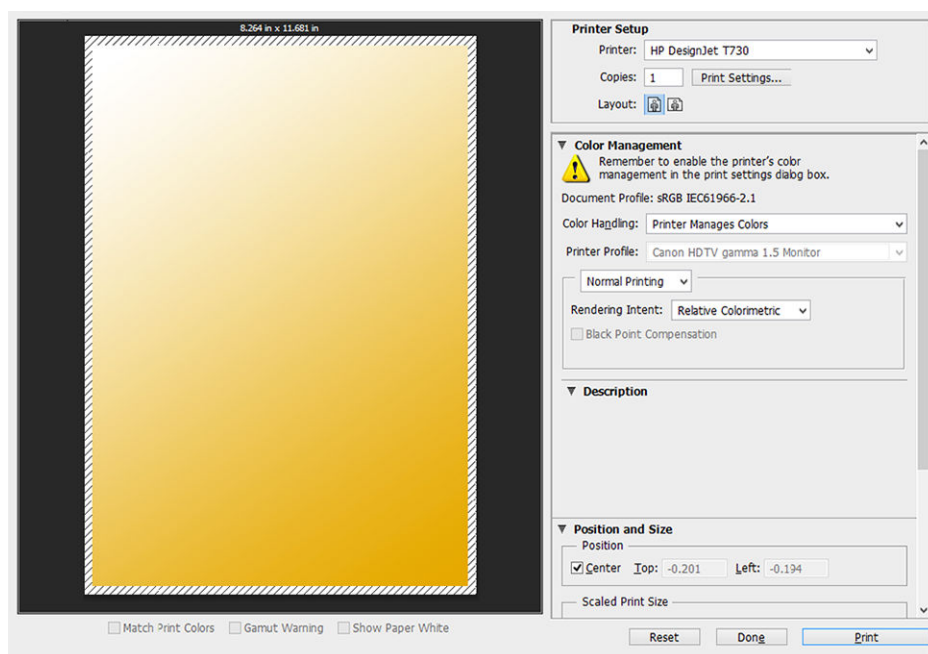 8.264 in x 11.681 in
Printer Setup
Printer: HP DesignJet T730
Copies: 1 Print Settings...
Layout:
Color Management
Remember to enable the printer's color
management in the print settings dialog box.
Document Profile: sRGB IEC61966-2.1
Color Handling: Printer Manages Colors
Printer Profile: Canon HDTV gamma 1.5 Monitor
Normal Printing
Rendering Intent: Relative Colorimetric
Black Point Compensation
Description
Position and Size
Position
Center Top: -0.201 Left: -0.194
Scaled Print Size
Match Print Colors Gamut Warning Show Paper White
Reset Done Print